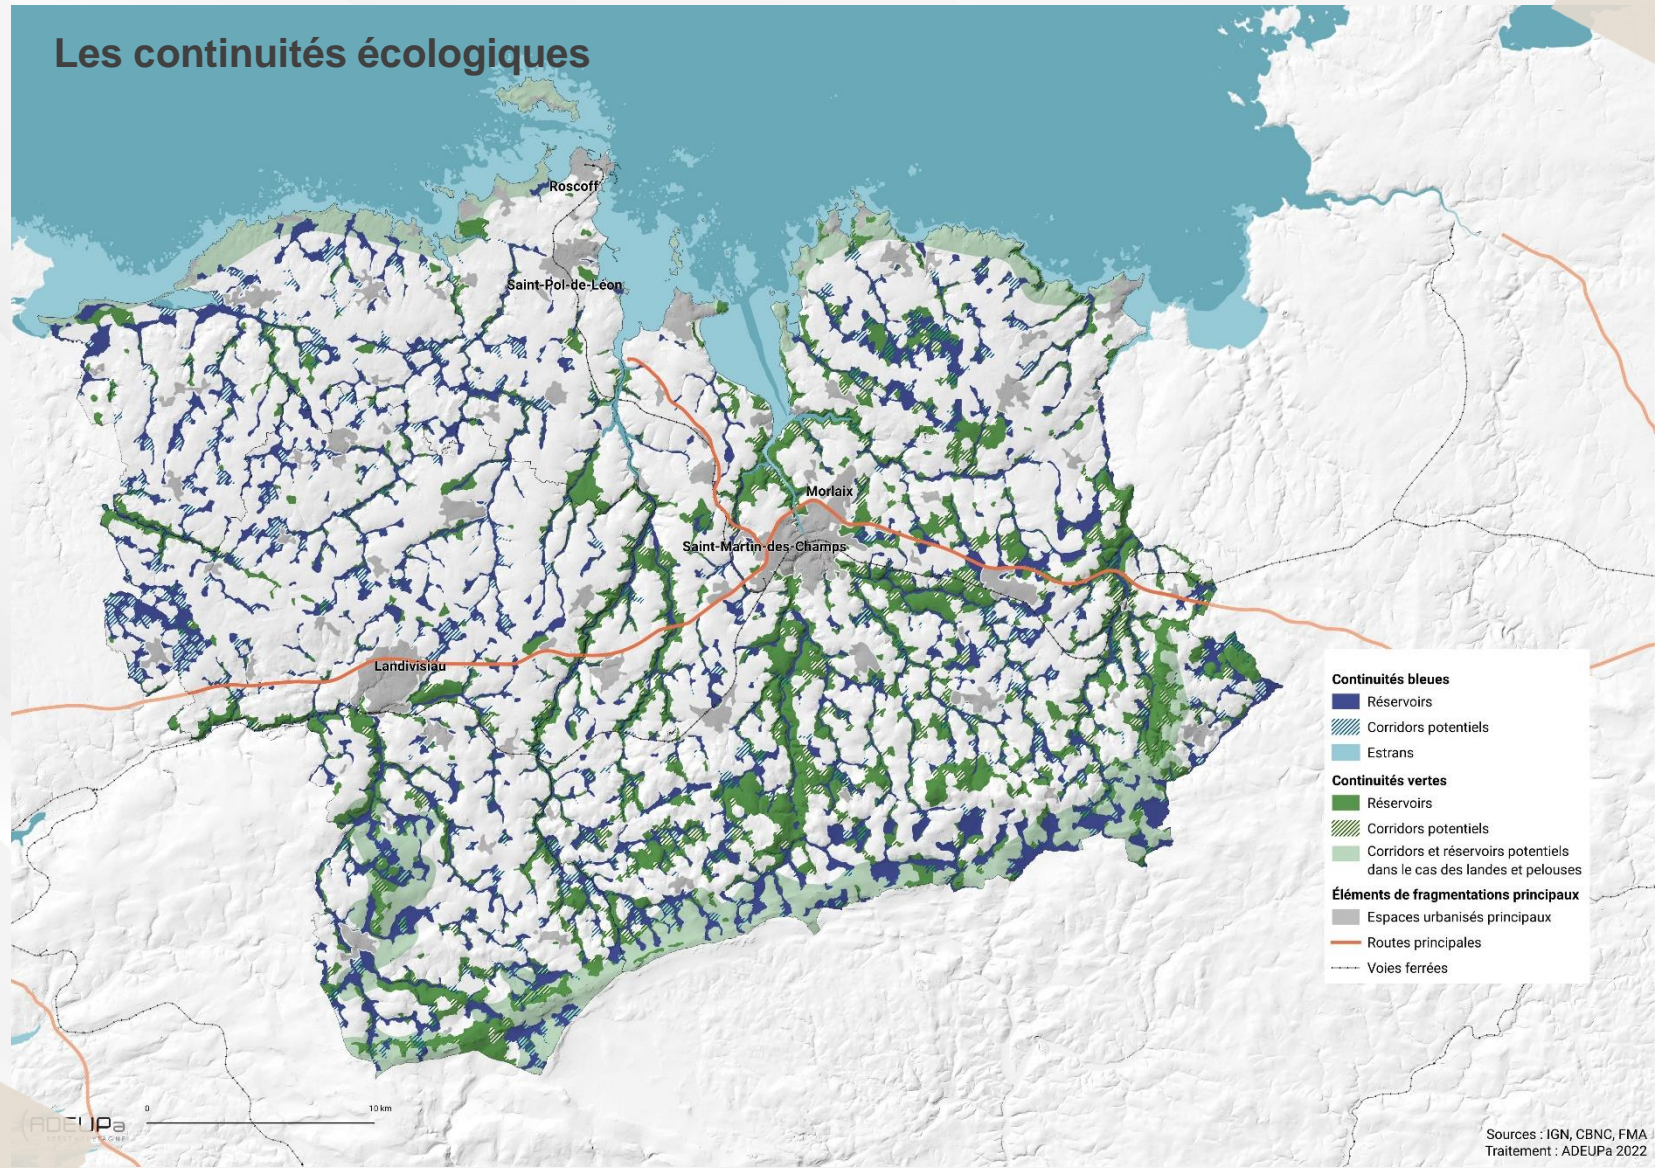 Les continuités écologiques
Roscoff
Saint-Pol-de-Léon
Morlaix
Saint-Martin-des-Champs
Landivisiau
Continuités bleues
Réservoirs
Corridors potentiels
Estrans
Continuités vertes
Réservoirs
Corridors potentiels
Corridors et réservoirs potentiels
dans le cas des landes et pelouses
Éléments de fragmentations principaux
Espaces urbanisés principaux
Routes principales
Voies ferrées
0
10 km
ADEUPa
Sources : IGN, CBNC, FMA
Traitement : ADEUPa 2022